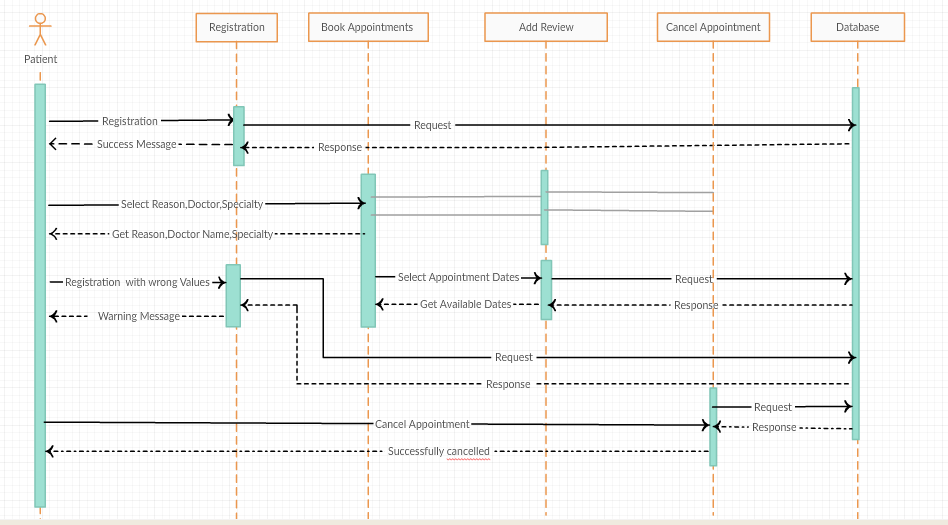 Registration
Book Appointments
Add Review
Cancel Appointment
Database
Patient
Registration
Request
Success Message
Response
Select Reason,Doctor,Specialty
Get Reason,Doctor Name,Specialty
Registration with wrong Values
Select Appointment Dates
Request
Get Available Dates
Response
Warning Message
Request
Response
Request
Cancel Appointment
Response
Successfully cancelled